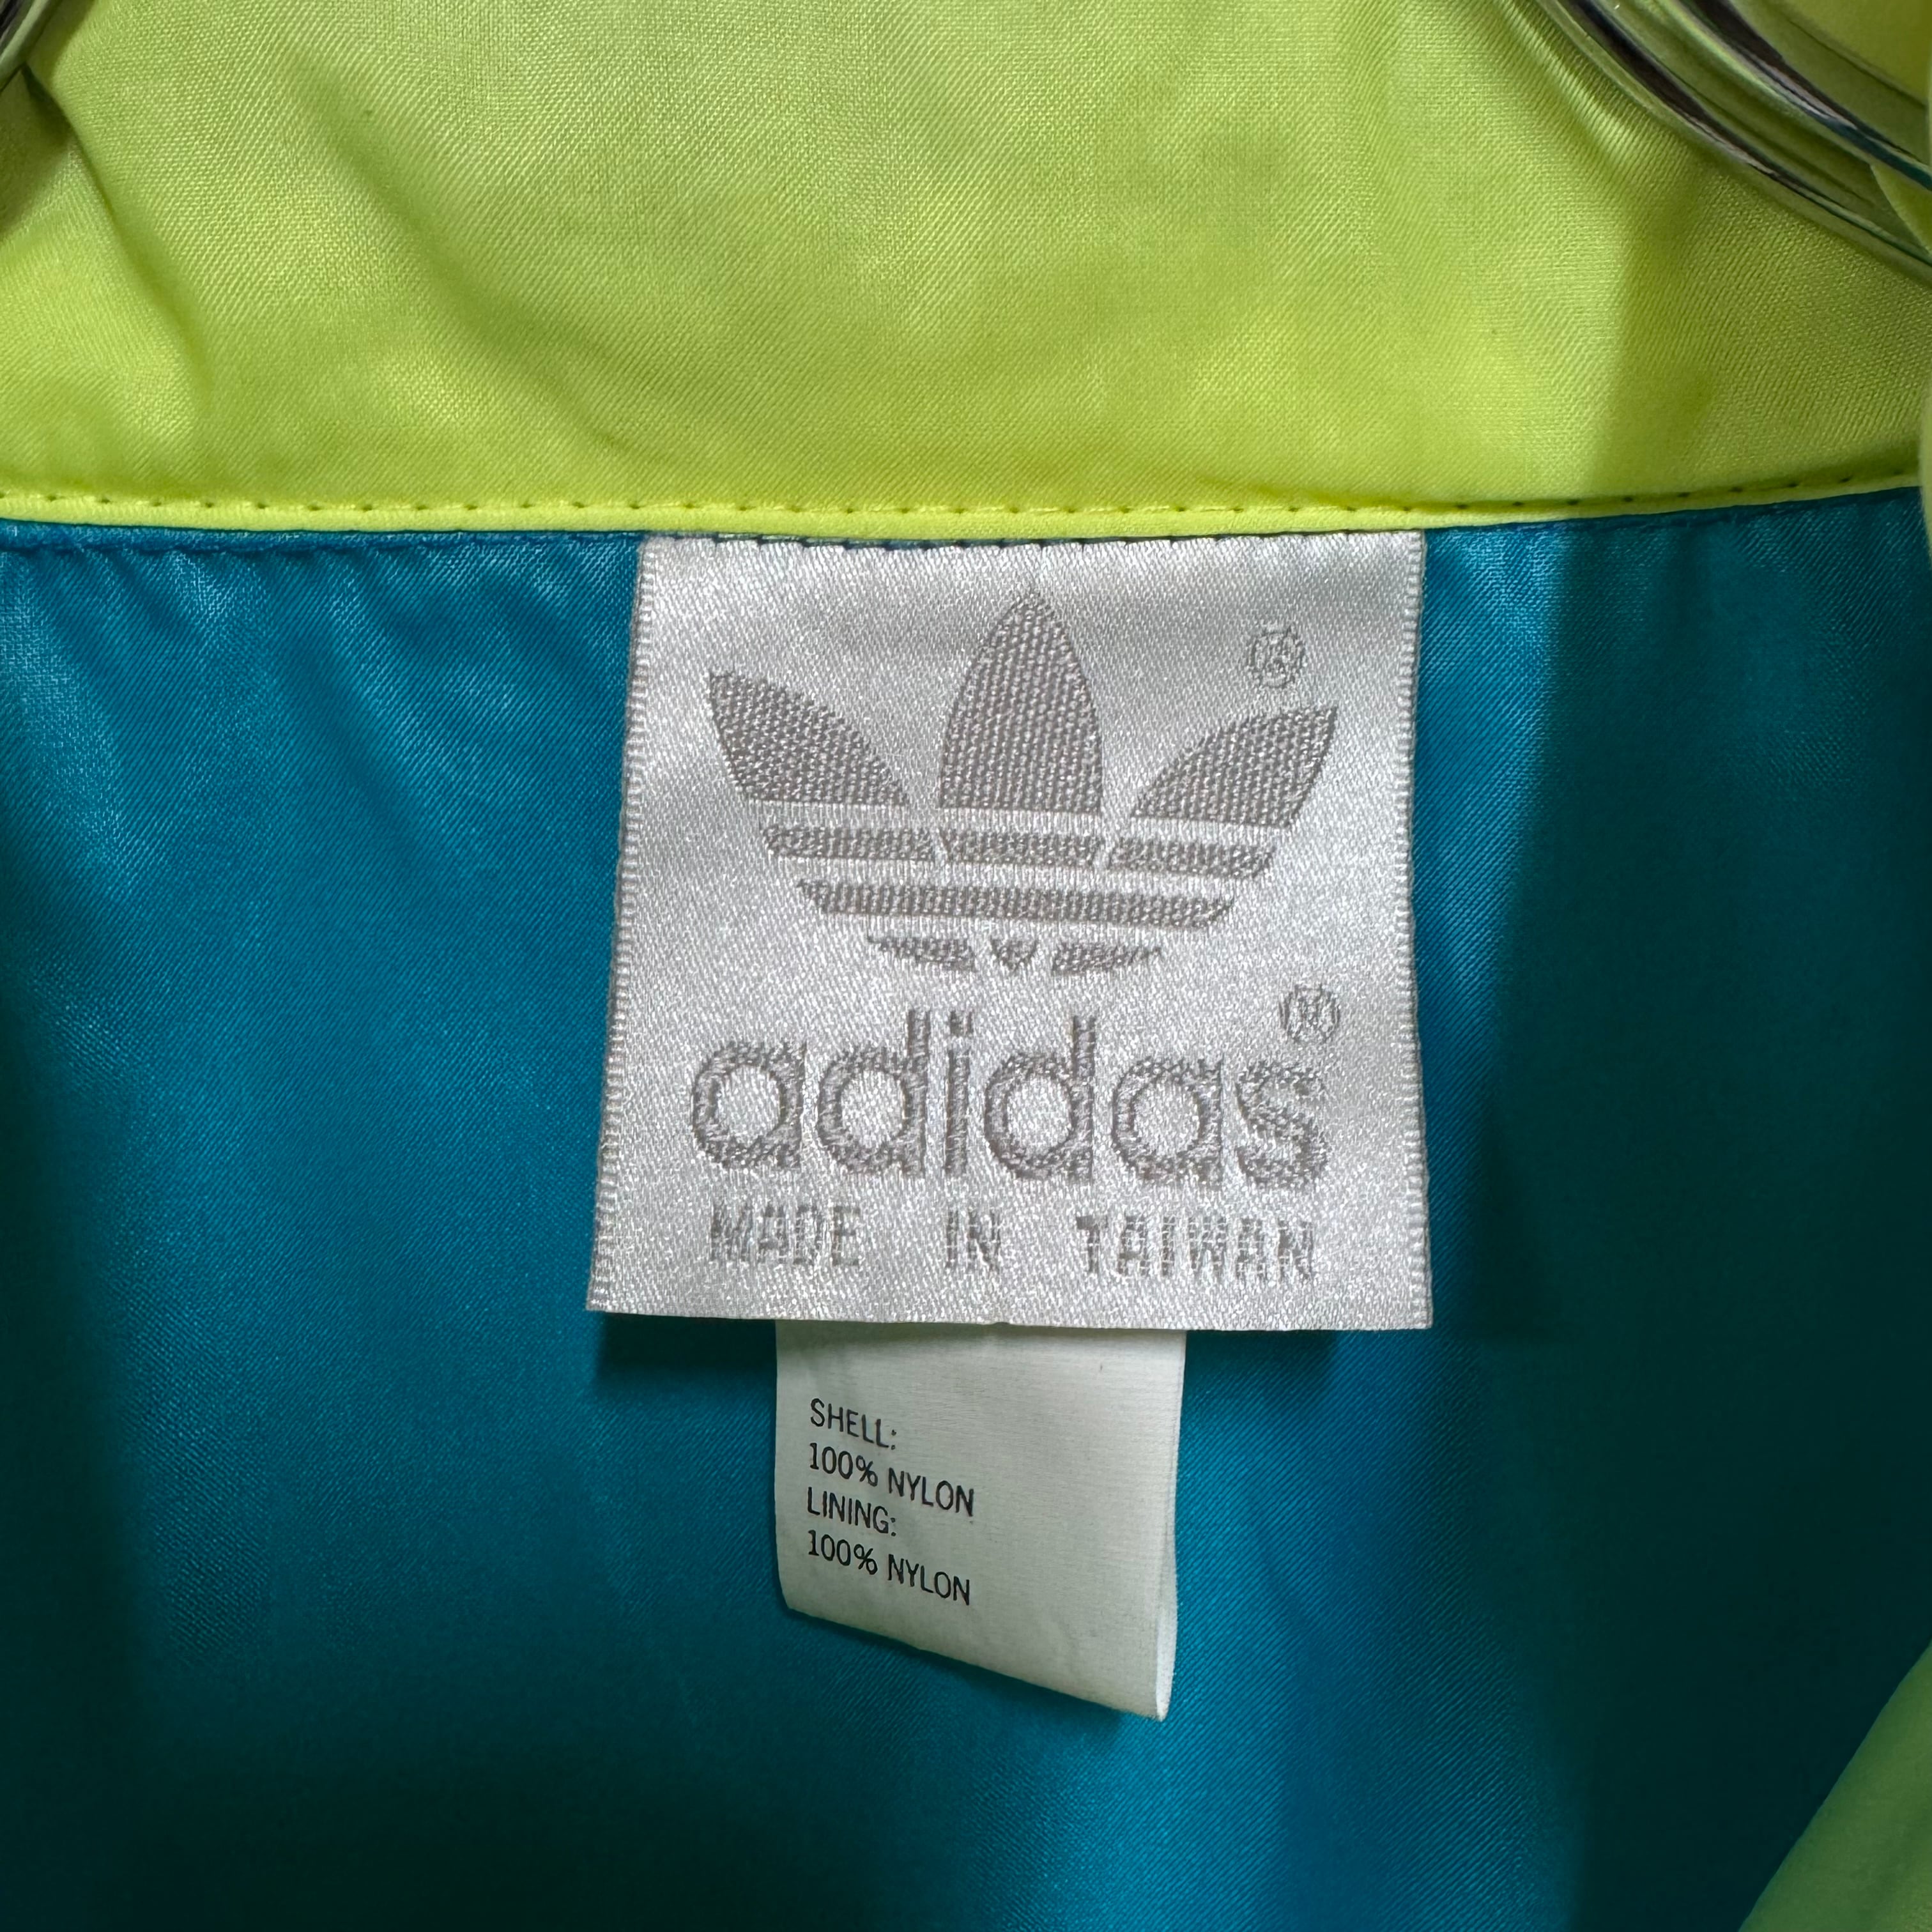 ®
adidas®
MADE IN TAIWAN
SHELL:
100% NYLON
LINING:
100% NYLON